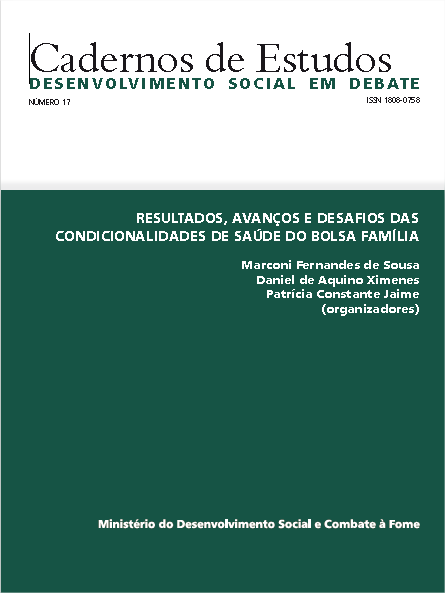 Cadernos de Estudos
DESENVOLVIMENTO SOCIAL EM DEBATE
NÚMERO 17
ISSN 1808-0758
RESULTADOS, AVANÇOS E DESAFIOS DAS
CONDICIONALIDADES DE SAÚDE DO BOLSA FAMÍLIA
Marconi Fernandes de Sousa
Daniel de Aquino Ximenes
Patrícia Constante Jaime
(organizadores)
Ministério do Desenvolvimento Social e Combate à Fome